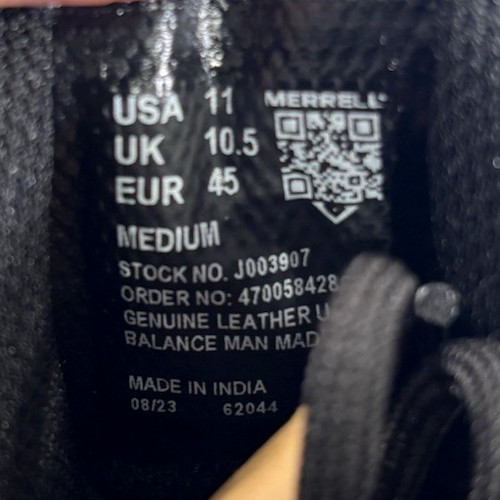 USA 11 MERRELL®
UK 10.5
EUR 45
MEDIUM
STOCK NO. J003907
ORDER NO: 470058428
GENUINE LEATHER U
BALANCE MAN MAD
MADE IN INDIA
08/23 62044